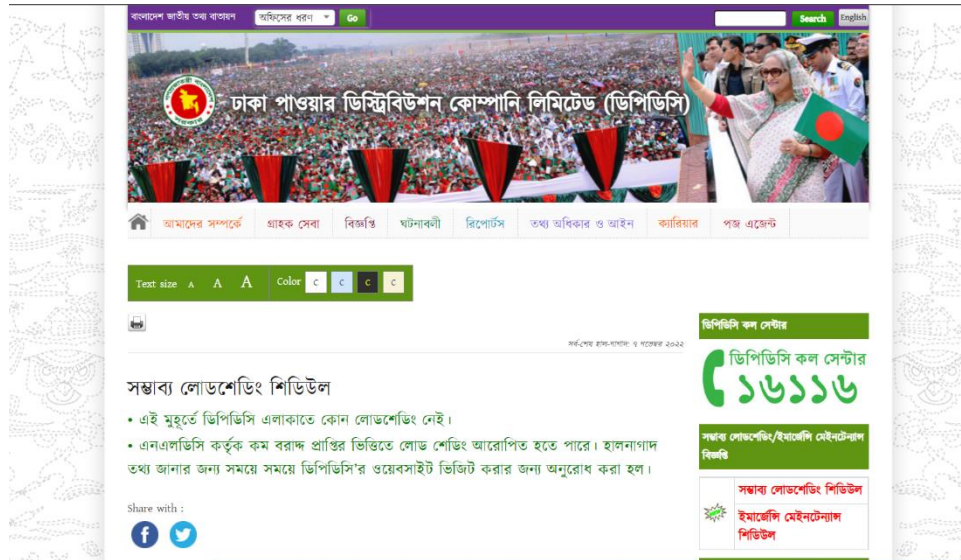 বাংলাদেশ জাতীয় তথ্য বাতায়ন
অফিসের ধরণ
Go
Search
English
ঢাকা পাওয়ার ডিস্ট্রিবিউশন কোম্পানি লিমিটেড (ডিপিডিসি)
আমাদের সম্পর্কে গ্রাহক সেবা বিজ্ঞপ্তি ঘটনাবলী রিপোর্টস তথ্য অধিকার ও আইন ক্যারিয়ার পজ এজেন্ট
Text size A A A Color C C C C
সর্ব-শেষ হাল-নাগাদ: ৭ নভেম্বর ২০২২
সম্ভাব্য লোডশেডিং শিডিউল
• এই মুহূর্তে ডিপিডিসি এলাকাতে কোন লোডশেডিং নেই।
• এনএলডিসি কর্তৃক কম বরাদ্দ প্রাপ্তির ভিত্তিতে লোড শেডিং আরোপিত হতে পারে। হালনাগাদ
তথ্য জানার জন্য সময়ে সময়ে ডিপিডিসি'র ওয়েবসাইট ভিজিট করার জন্য অনুরোধ করা হল।
Share with :
ডিপিডিসি কল সেন্টার
ডিপিডিসি কল সেন্টার
১৬১১৬
সম্ভাব্য লোডশেডিং/ইমার্জেন্সি মেইনটেন্যান্স
বিজ্ঞপ্তি
সম্ভাব্য লোডশেডিং শিডিউল
ইমার্জেন্সি মেইনটেন্যান্স
শিডিউল